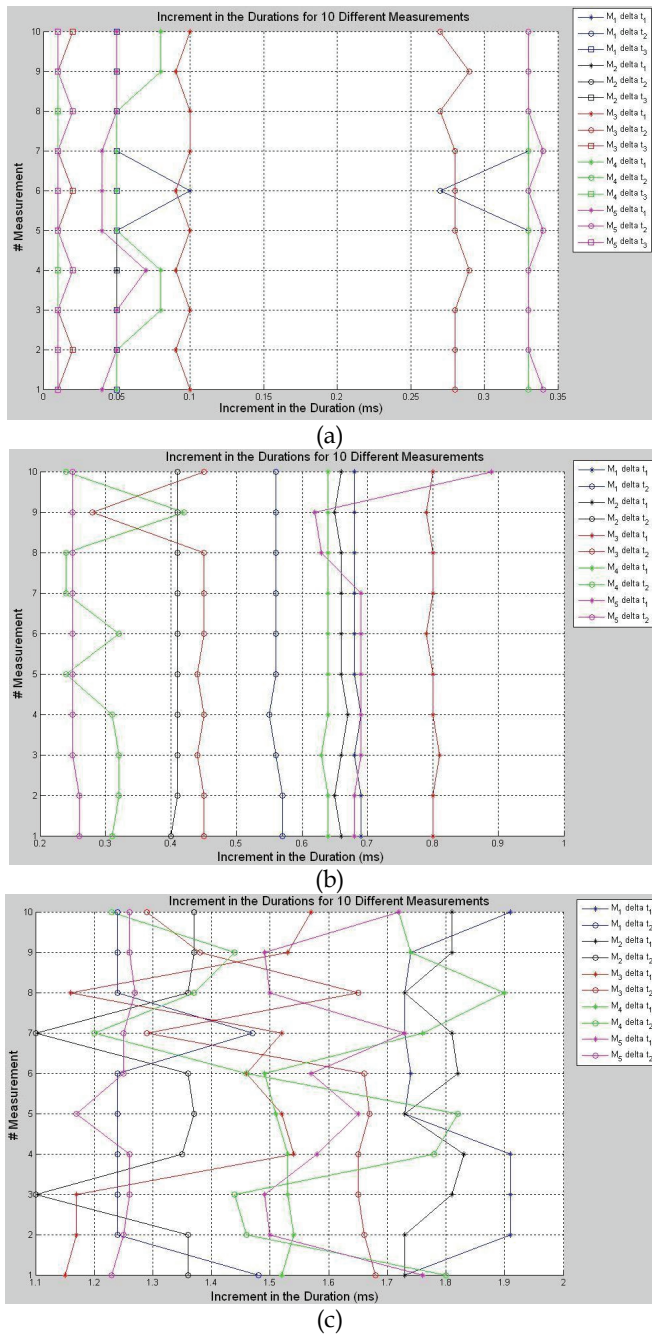 Increment in the Durations for 10 Different Measurements
10
9
8
7
6
5
4
3
2
1
# Measurement
0
0.05
0.1
0.15
0.2
0.25
0.3
0.35
Increment in the Duration (ms)
M1 delta t1
M1 delta t2
M1 delta t3
M2 delta t1
M2 delta t2
M2 delta t3
M3 delta t1
M3 delta t2
M3 delta t3
M4 delta t1
M4 delta t2
M4 delta t3
M5 delta t1
M5 delta t2
M5 delta t3
(a)
Increment in the Durations for 10 Different Measurements
10
9
8
7
6
5
4
3
2
1
# Measurement
0.2
0.3
0.4
0.5
0.6
0.7
0.8
0.9
1
Increment in the Duration (ms)
M1 delta t1
M1 delta t2
M2 delta t1
M2 delta t2
M3 delta t1
M3 delta t2
M4 delta t1
M4 delta t2
M5 delta t1
M5 delta t2
(b)
Increment in the Durations for 10 Different Measurements
10
9
8
7
6
5
4
3
2
1
# Measurement
1.1
1.2
1.3
1.4
1.5
1.6
1.7
1.8
1.9
2
Increment in the Duration (ms)
M1 delta t1
M1 delta t2
M2 delta t1
M2 delta t2
M3 delta t1
M3 delta t2
M4 delta t1
M4 delta t2
M5 delta t1
M5 delta t2
(c)